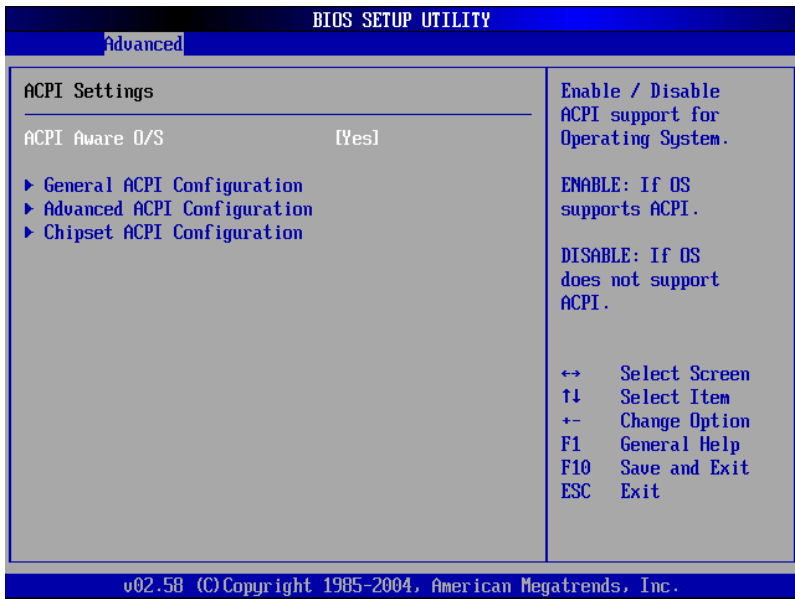 BIOS SETUP UTILITY
Advanced
ACPI Settings
ACPI Aware O/S [Yes]
► General ACPI Configuration
► Advanced ACPI Configuration
► Chipset ACPI Configuration
Enable / Disable
ACPI support for
Operating System.
ENABLE: If OS
supports ACPI.
DISABLE: If OS
does not support
ACPI.
↔ Select Screen
↑↓ Select Item
+- Change Option
F1 General Help
F10 Save and Exit
ESC Exit
v02.58 (C)Copyright 1985-2004, American Megatrends, Inc.